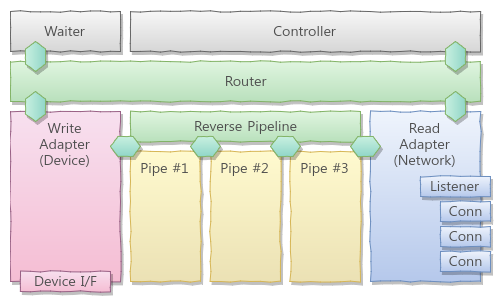 Waiter
Controller
Router
Write
Adapter
(Device)
Reverse Pipeline
Read
Adapter
(Network)
Pipe #1
Pipe #2
Pipe #3
Listener
Conn
Conn
Conn
Device I/F